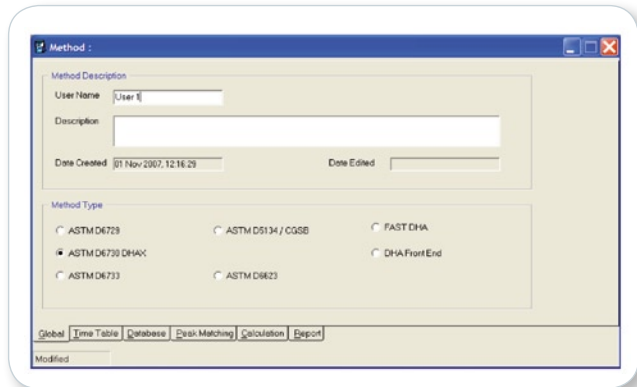 Method :
Method Description
User Name User 1
Description
Date Created 01 Nov 2007, 12:16:29 Date Edited
Method Type
ASTM D6729 ASTM D5134 / CGSB FAST DHA
ASTM D6730 DHAX DHA Front End
ASTM D6733 ASTM D6623
Global Time Table Database Peak Matching Calculation Report
Modified